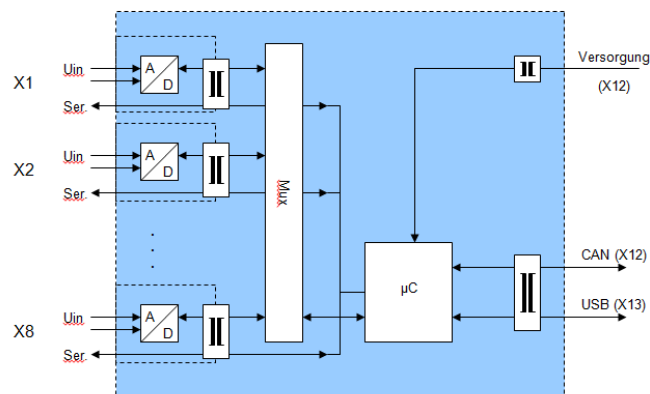 X1
Uin
A
D
Ser.
Versorgung
(X12)
X2
Uin
A
D
Ser.
Mux
.
.
.
µC
CAN (X12)
USB (X13)
X8
Uin
A
D
Ser.